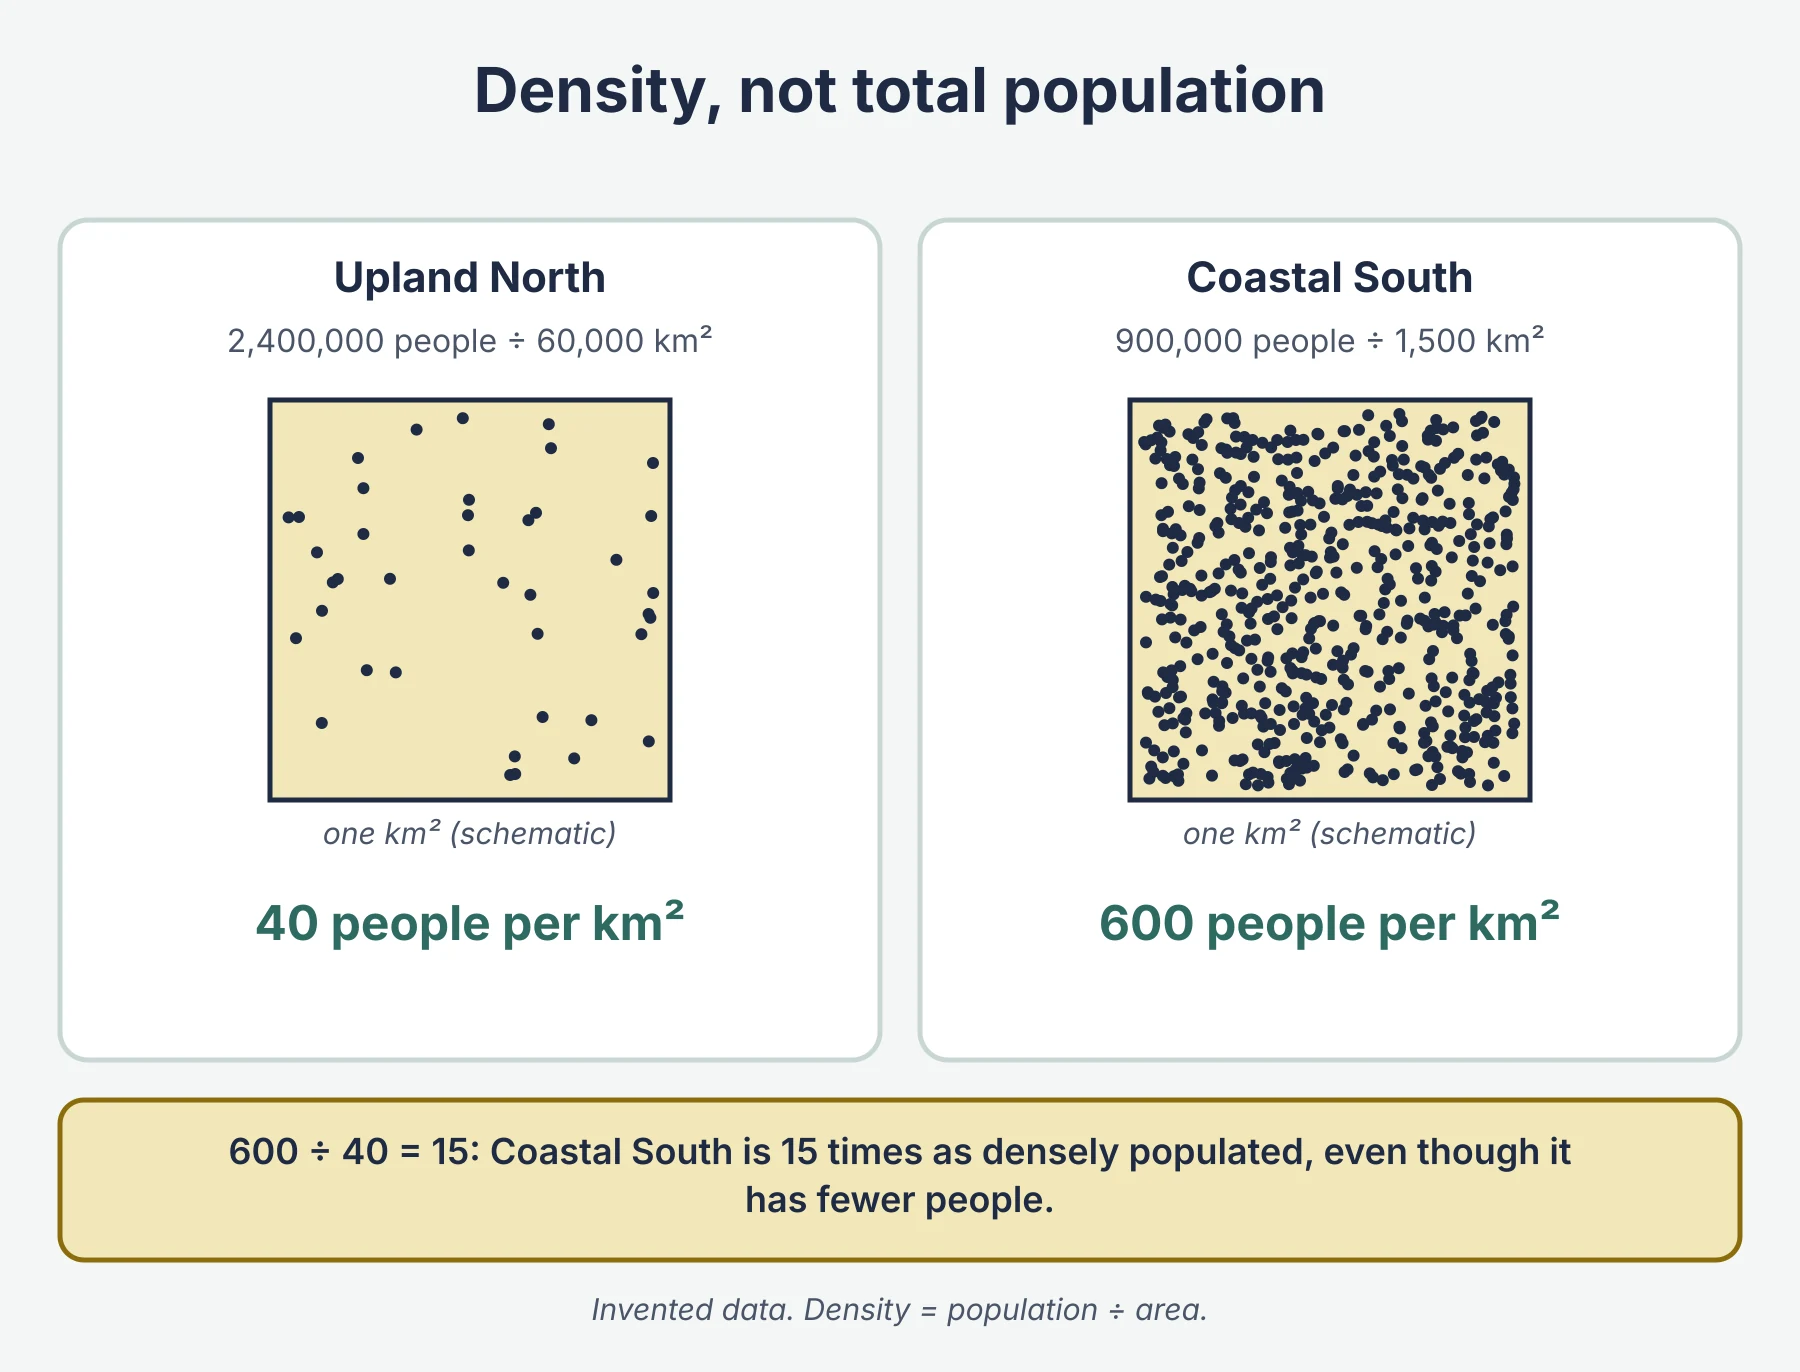 Density, not total population
Upland North
2,400,000 people ÷ 60,000 km²
one km² (schematic)
40 people per km²
Coastal South
900,000 people ÷ 1,500 km²
one km² (schematic)
600 people per km²
600 ÷ 40 = 15: Coastal South is 15 times as densely populated, even though it
has fewer people.
Invented data. Density = population ÷ area.